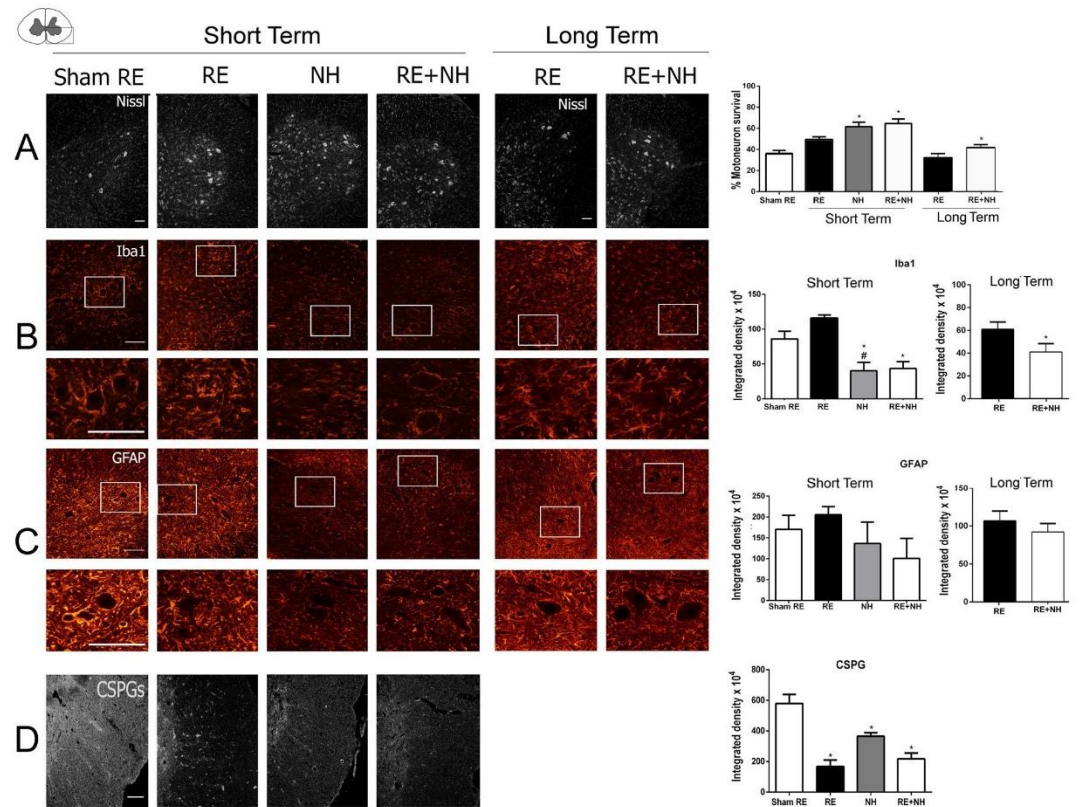 Short Term Long Term
Sham RE RE NH RE+NH RE RE+NH
A
Nissl
Nissl
% Motoneuron survival
100
80
60
40
20
0
Sham RE RE NH RE+NH RE RE+NH
* * *
Short Term Long Term
B
Iba1
Iba1
Short Term
Integrated density x 10⁴
150
100
50
0
*
# *
Sham RE RE NH RE+NH
Long Term
Integrated density x 10⁴
100
80
60
40
20
0
*
RE RE+NH
C
GFAP
GFAP
Short Term
Integrated density x 10⁴
250
200
150
100
50
0
Sham RE RE NH RE+NH
Long Term
Integrated density x 10⁴
150
100
50
0
RE RE+NH
D
CSPGs
CSPG
Integrated density x 10⁴
800
600
400
200
0
* * *
Sham RE RE NH RE+NH